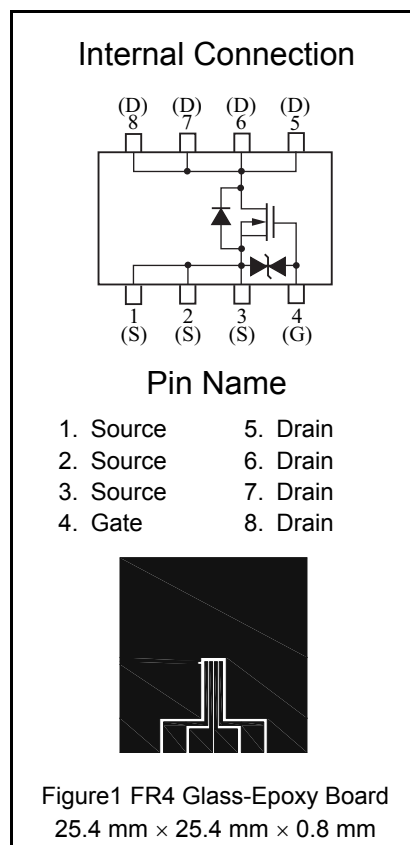 Internal Connection
(D) (D) (D) (D)
8 7 6 5
1 2 3 4
(S) (S) (S) (G)
Pin Name
1. Source 5. Drain
2. Source 6. Drain
3. Source 7. Drain
4. Gate 8. Drain
Figure1 FR4 Glass-Epoxy Board
25.4 mm × 25.4 mm × 0.8 mm